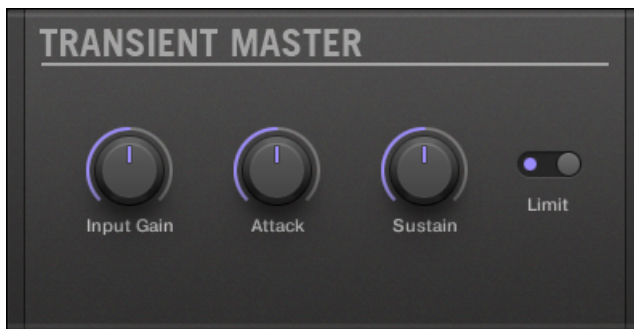 TRANSIENT MASTER
Input Gain
Attack
Sustain
Limit